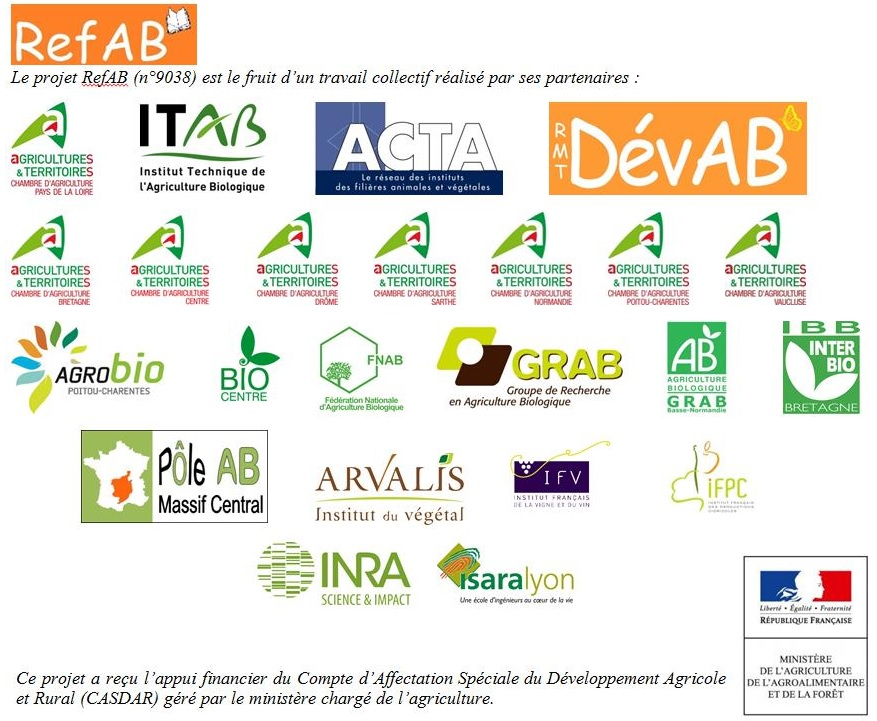 RefAB
Le projet RefAB (n°9038) est le fruit d'un travail collectif réalisé par ses partenaires :
aGRICULTURES
& TERRITOIRES
CHAMBRE D'AGRICULTURE
PAYS DE LA LOIRE
ITAB
Institut Technique de
l'Agriculture Biologique
ACTA
Le réseau des instituts
des filières animales et végétales
RMT
DévAB
aGRICULTURES
& TERRITOIRES
CHAMBRE D'AGRICULTURE
BRETAGNE
aGRICULTURES
& TERRITOIRES
CHAMBRE D'AGRICULTURE
CENTRE
aGRICULTURES
& TERRITOIRES
CHAMBRE D'AGRICULTURE
DRÔME
aGRICULTURES
& TERRITOIRES
CHAMBRE D'AGRICULTURE
SARTHE
aGRICULTURES
& TERRITOIRES
CHAMBRE D'AGRICULTURE
NORMANDIE
aGRICULTURES
& TERRITOIRES
CHAMBRE D'AGRICULTURE
POITOU-CHARENTES
aGRICULTURES
& TERRITOIRES
CHAMBRE D'AGRICULTURE
VAUCLUSE
AGRObio
POITOU-CHARENTES
BIO
CENTRE
FNAB
Fédération Nationale
d'Agriculture Biologique
GRAB
Groupe de Recherche
en Agriculture Biologique
AB
AGRICULTURE
BIOLOGIQUE
GRAB
Basse-Normandie
IBB
INTER
BIO
BRETAGNE
Pôle AB
Massif Central
ARVALIS
Institut du végétal
IFV
INSTITUT FRANÇAIS
DE LA VIGNE ET DU VIN
iFPC
INSTITUT FRANÇAIS
DES PRODUCTIONS
CIDRICOLES
INRA
SCIENCE & IMPACT
isaralyon
Une école d'ingénieurs au cœur de la vie
Liberté • Égalité • Fraternité
RÉPUBLIQUE FRANÇAISE
MINISTÈRE
DE L'AGRICULTURE
DE L'AGROALIMENTAIRE
ET DE LA FORÊT
Ce projet a reçu l'appui financier du Compte d'Affectation Spéciale du Développement Agricole
et Rural (CASDAR) géré par le ministère chargé de l'agriculture.